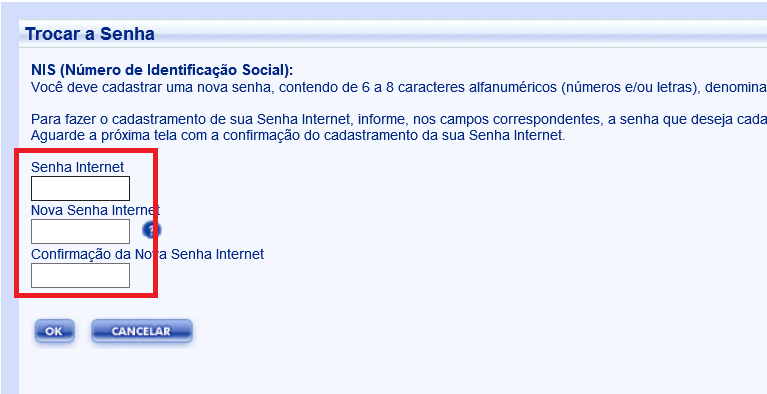 Trocar a Senha
NIS (Número de Identificação Social):
Você deve cadastrar uma nova senha, contendo de 6 a 8 caracteres alfanuméricos (números e/ou letras), denomina
Para fazer o cadastramento de sua Senha Internet, informe, nos campos correspondentes, a senha que deseja cada
Aguarde a próxima tela com a confirmação do cadastramento da sua Senha Internet.
Senha Internet
Nova Senha Internet
?
Confirmação da Nova Senha Internet
OK CANCELAR